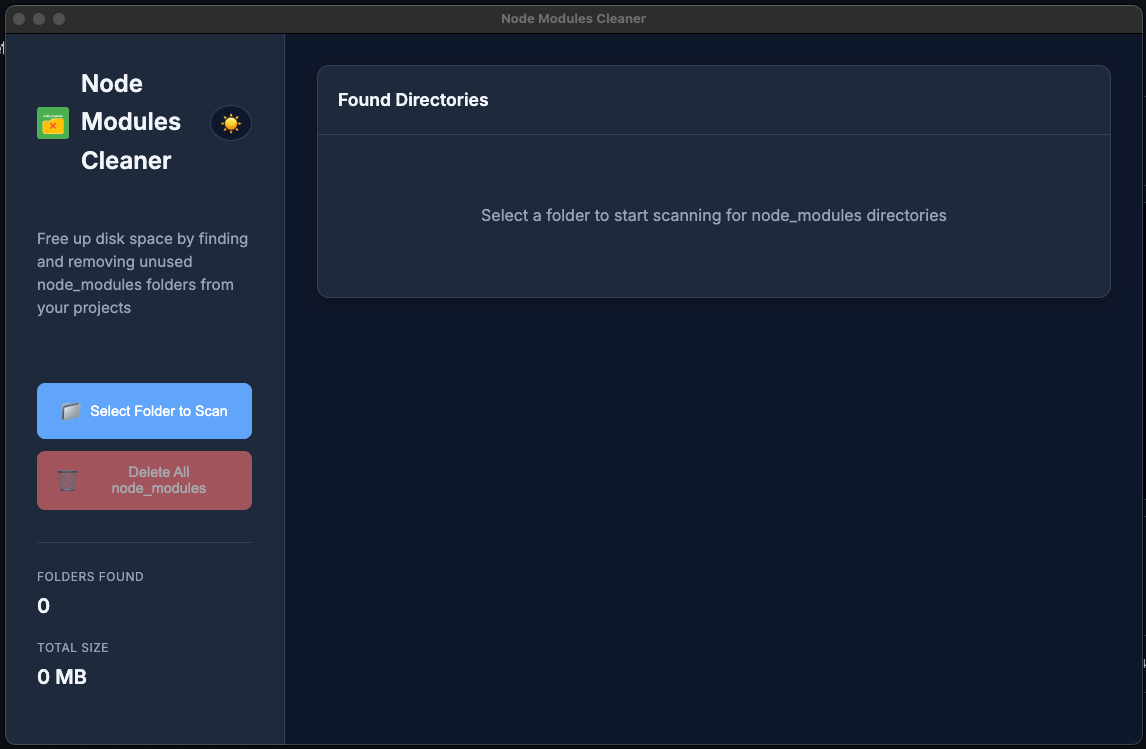 Node Modules Cleaner
Node
Modules
Cleaner
Free up disk space by finding
and removing unused
node_modules folders from
your projects
Select Folder to Scan
Delete All
node_modules
FOLDERS FOUND
0
TOTAL SIZE
0 MB
Found Directories
Select a folder to start scanning for node_modules directories